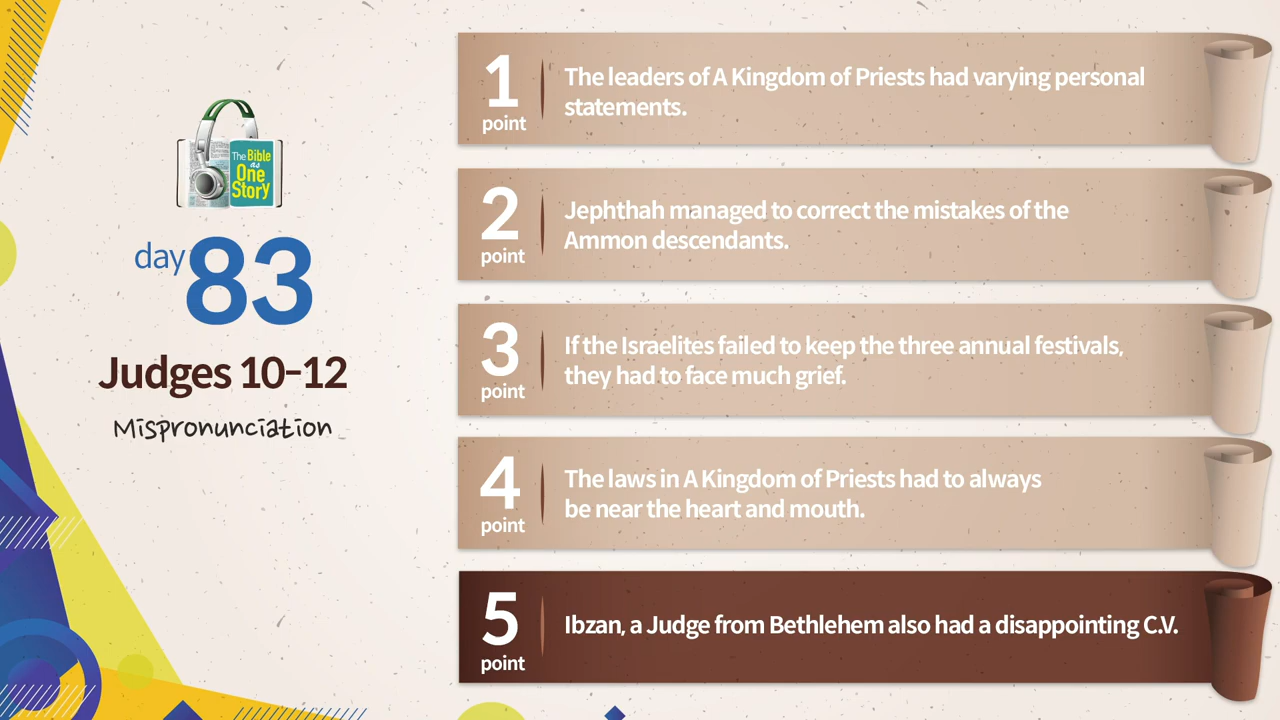 The Bible
as
One
Story
day 83
Judges 10-12
Mispronunciation
1
point
The leaders of A Kingdom of Priests had varying personal
statements.
2
point
Jephthah managed to correct the mistakes of the
Ammon descendants.
3
point
If the Israelites failed to keep the three annual festivals,
they had to face much grief.
4
point
The laws in A Kingdom of Priests had to always
be near the heart and mouth.
5
point
Ibzan, a Judge from Bethlehem also had a disappointing C.V.